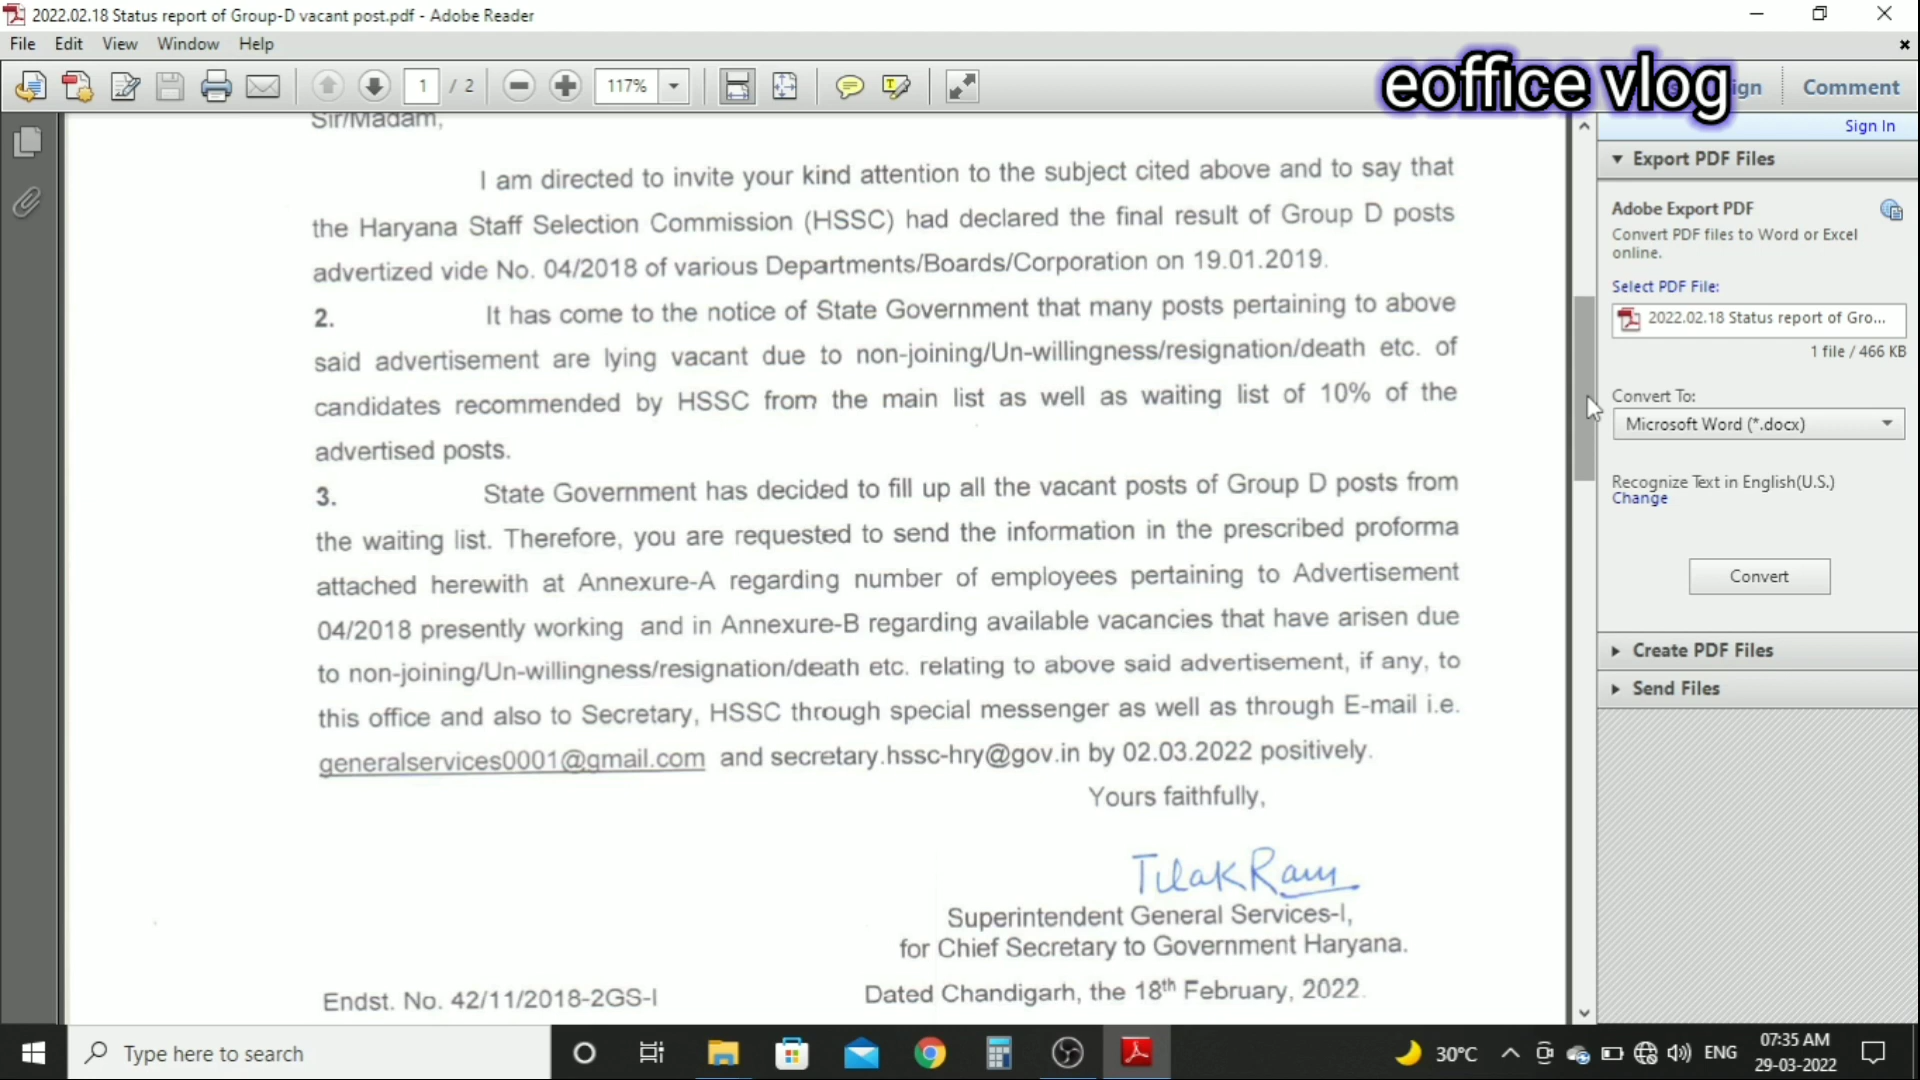 2022.02.18 Status report of Group-D vacant post.pdf - Adobe Reader
File Edit View Window Help
1 / 2 117% ign Comment
eoffice vlog
Sign In
Sir/Madam,
I am directed to invite your kind attention to the subject cited above and to say that
the Haryana Staff Selection Commission (HSSC) had declared the final result of Group D posts
advertized vide No. 04/2018 of various Departments/Boards/Corporation on 19.01.2019.
2. It has come to the notice of State Government that many posts pertaining to above
said advertisement are lying vacant due to non-joining/Un-willingness/resignation/death etc. of
candidates recommended by HSSC from the main list as well as waiting list of 10% of the
advertised posts.
3. State Government has decided to fill up all the vacant posts of Group D posts from
the waiting list. Therefore, you are requested to send the information in the prescribed proforma
attached herewith at Annexure-A regarding number of employees pertaining to Advertisement
04/2018 presently working and in Annexure-B regarding available vacancies that have arisen due
to non-joining/Un-willingness/resignation/death etc. relating to above said advertisement, if any, to
this office and also to Secretary, HSSC through special messenger as well as through E-mail i.e.
generalservices0001@gmail.com and secretary.hssc-hry@gov.in by 02.03.2022 positively.
Yours faithfully,
Tilak Ram
Superintendent General Services-I,
for Chief Secretary to Government Haryana.
Endst. No. 42/11/2018-2GS-I Dated Chandigarh, the 18th February, 2022.
Export PDF Files
Adobe Export PDF
Convert PDF files to Word or Excel
online.
Select PDF File:
2022.02.18 Status report of Gro...
1 file / 466 KB
Convert To:
Microsoft Word (*.docx)
Recognize Text in English(U.S.)
Change
Convert
Create PDF Files
Send Files
Type here to search
30°C ENG
07:35 AM
29-03-2022